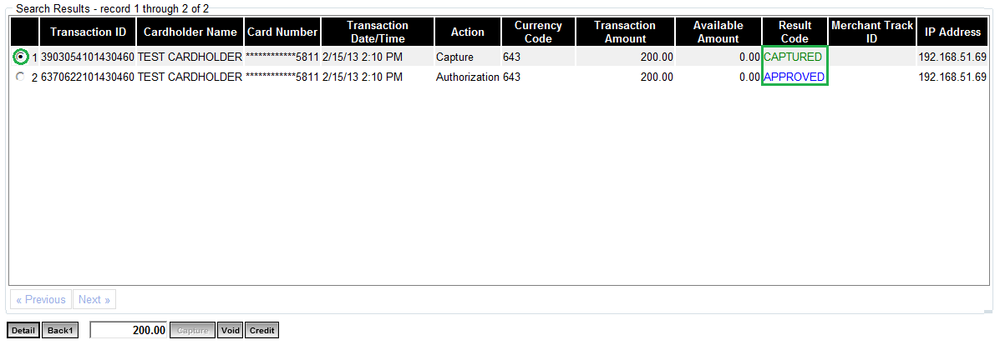 Search Results - record 1 through 2 of 2
Transaction ID Cardholder Name Card Number Transaction Date/Time Action Currency Code Transaction Amount Available Amount Result Code Merchant Track ID IP Address
1 3903054101430460 TEST CARDHOLDER ************5811 2/15/13 2:10 PM Capture 643 200.00 0.00 CAPTURED 192.168.51.69
2 6370622101430460 TEST CARDHOLDER ************5811 2/15/13 2:10 PM Authorization 643 200.00 0.00 APPROVED 192.168.51.69
« Previous Next »
Detail Back1 200.00 Capture Void Credit